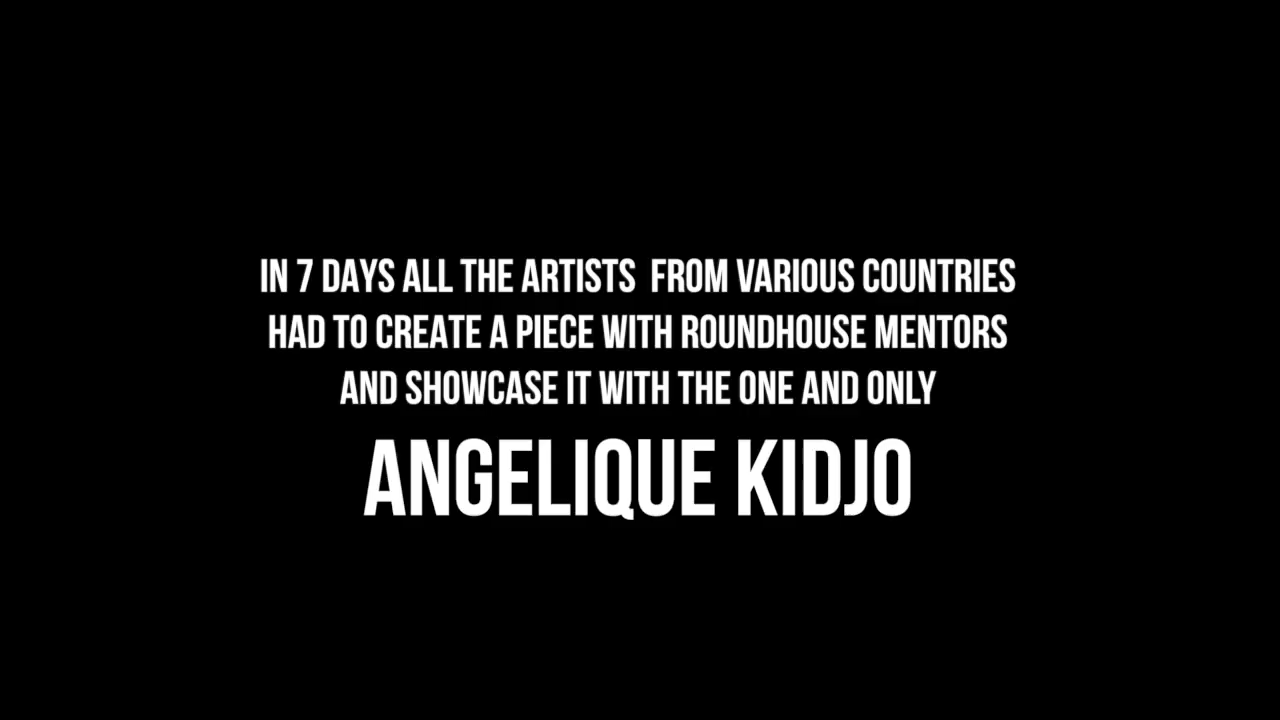 IN 7 DAYS ALL THE ARTISTS  FROM VARIOUS COUNTRIES
HAD TO CREATE A PIECE WITH ROUNDHOUSE MENTORS
AND SHOWCASE IT WITH THE ONE AND ONLY
ANGELIQUE KIDJO